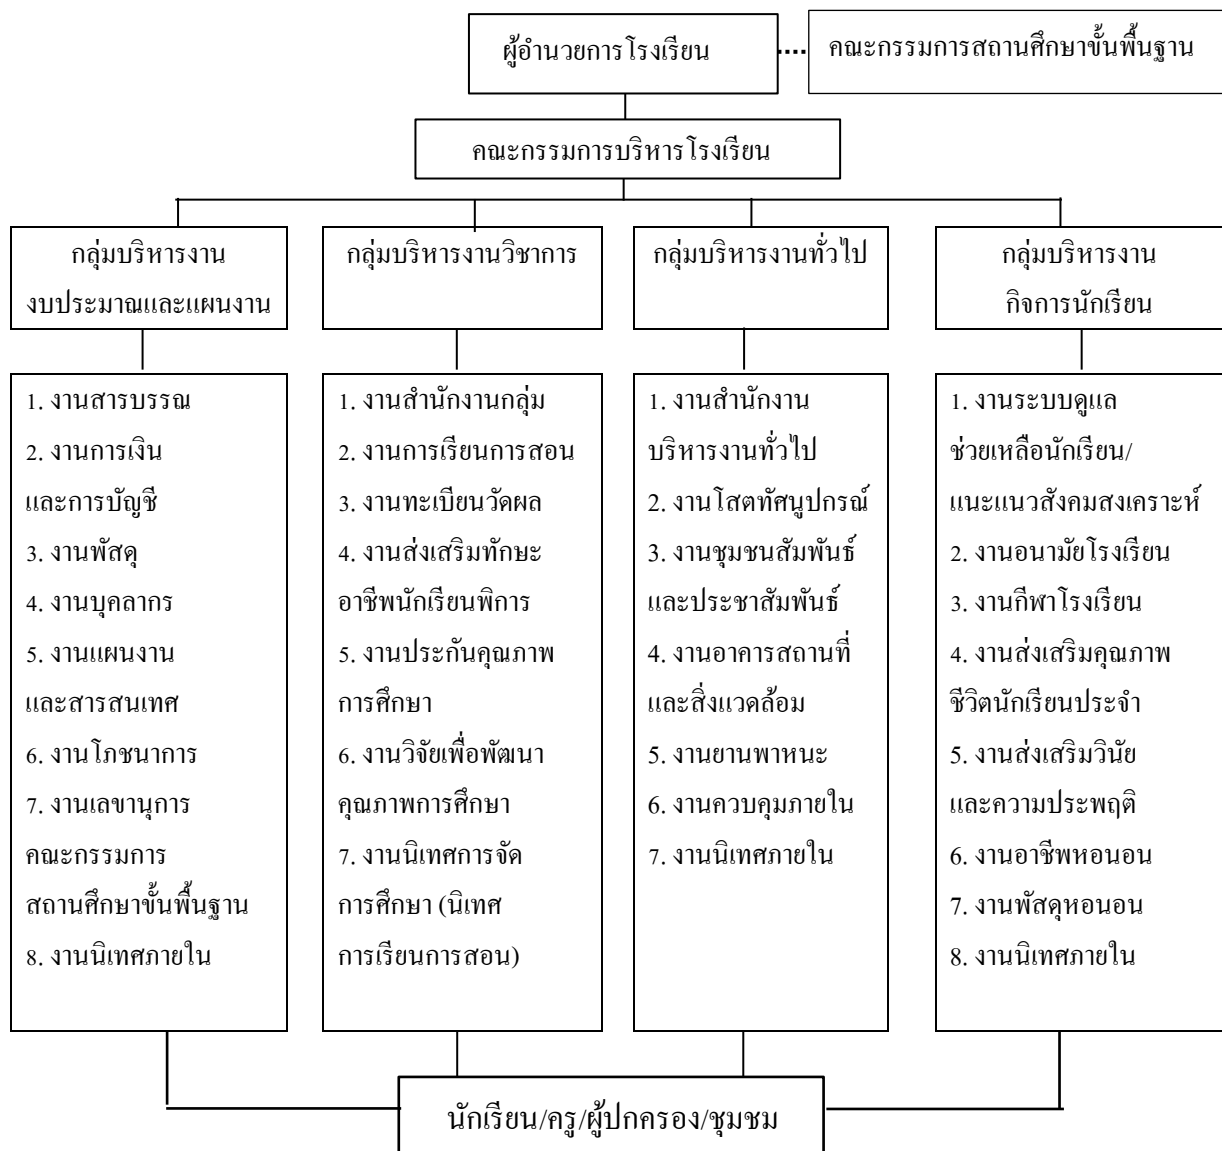 ผู้อำนวยการโรงเรียน
คณะกรรมการสถานศึกษาขั้นพื้นฐาน
คณะกรรมการบริหารโรงเรียน
กลุ่มบริหารงาน
งบประมาณและแผนงาน
กลุ่มบริหารงานวิชาการ
กลุ่มบริหารงานทั่วไป
กลุ่มบริหารงาน
กิจการนักเรียน
1. งานสารบรรณ
2. งานการเงิน
และการบัญชี
3. งานพัสดุ
4. งานบุคลากร
5. งานแผนงาน
และสารสนเทศ
6. งานโภชนาการ
7. งานเลขานุการ
คณะกรรมการ
สถานศึกษาขั้นพื้นฐาน
8. งานนิเทศภายใน
1. งานสำนักงานกลุ่ม
2. งานการเรียนการสอน
3. งานทะเบียนวัดผล
4. งานส่งเสริมทักษะ
อาชีพนักเรียนพิการ
5. งานประกันคุณภาพ
การศึกษา
6. งานวิจัยเพื่อพัฒนา
คุณภาพการศึกษา
7. งานนิเทศการจัด
การศึกษา (นิเทศ
การเรียนการสอน)
1. งานสำนักงาน
บริหารงานทั่วไป
2. งานโสตทัศนูปกรณ์
3. งานชุมชนสัมพันธ์
และประชาสัมพันธ์
4. งานอาคารสถานที่
และสิ่งแวดล้อม
5. งานยานพาหนะ
6. งานควบคุมภายใน
7. งานนิเทศภายใน
1. งานระบบดูแล
ช่วยเหลือนักเรียน/
แนะแนวสังคมสงเคราะห์
2. งานอนามัยโรงเรียน
3. งานกีฬาโรงเรียน
4. งานส่งเสริมคุณภาพ
ชีวิตนักเรียนประจำ
5. งานส่งเสริมวินัย
และความประพฤติ
6. งานอาชีพหอนอน
7. งานพัสดุหอนอน
8. งานนิเทศภายใน
นักเรียน/ครู/ผู้ปกครอง/ชุมชม